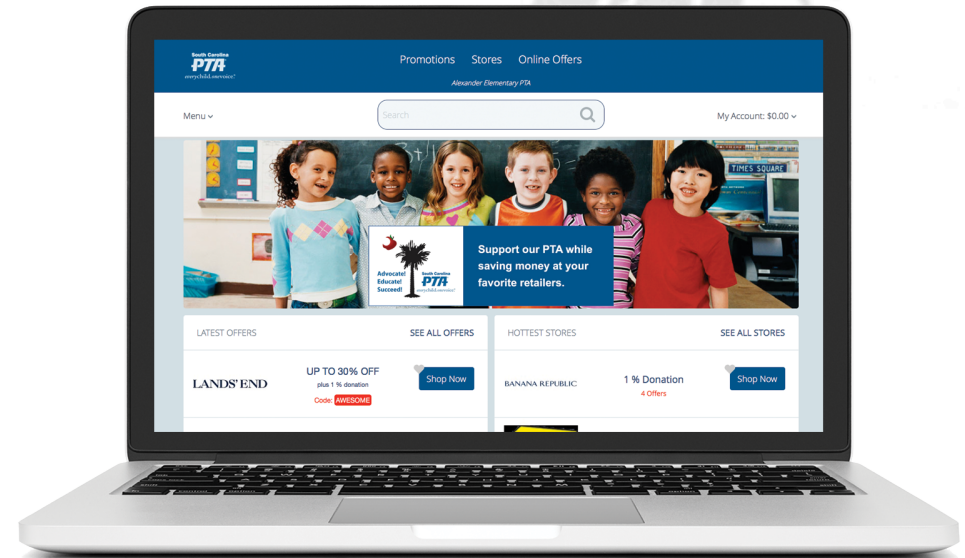 South Carolina
PTA
everychild.onevoice.®
Promotions Stores Online Offers
Alexander Elementary PTA
Menu
Search
My Account: $0.00
TIMES SQUARE
Advocate!
Educate!
Succeed!
South Carolina
PTA
everychild.onevoice.®
Support our PTA while
saving money at your
favorite retailers.
LATEST OFFERS
SEE ALL OFFERS
LANDS' END
UP TO 30% OFF
plus 1 % donation
Code: AWESOME
Shop Now
HOTTEST STORES
SEE ALL STORES
BANANA REPUBLIC
1 % Donation
4 Offers
Shop Now